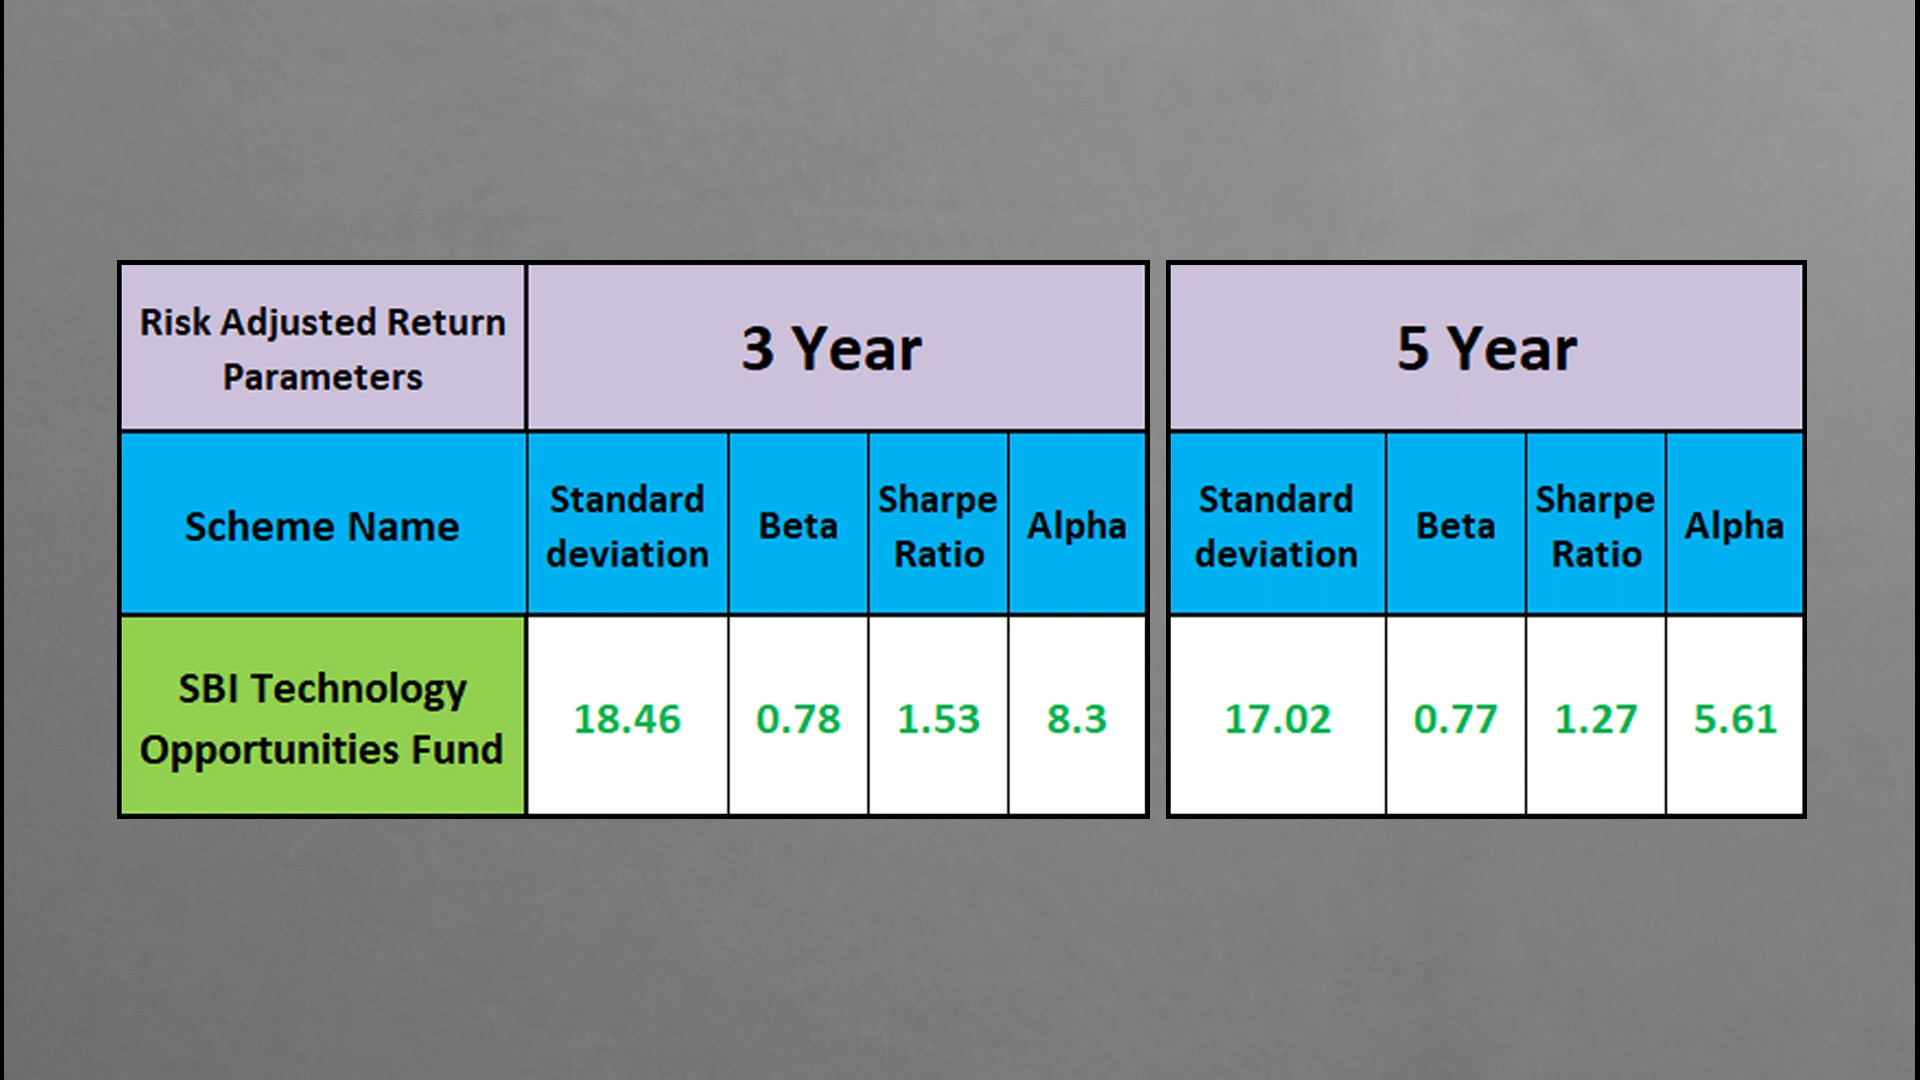 Risk Adjusted Return
Parameters
3 Year
5 Year
Scheme Name
Standard
deviation
Beta
Sharpe
Ratio
Alpha
Standard
deviation
Beta
Sharpe
Ratio
Alpha
SBI Technology
Opportunities Fund
18.46
0.78
1.53
8.3
17.02
0.77
1.27
5.61